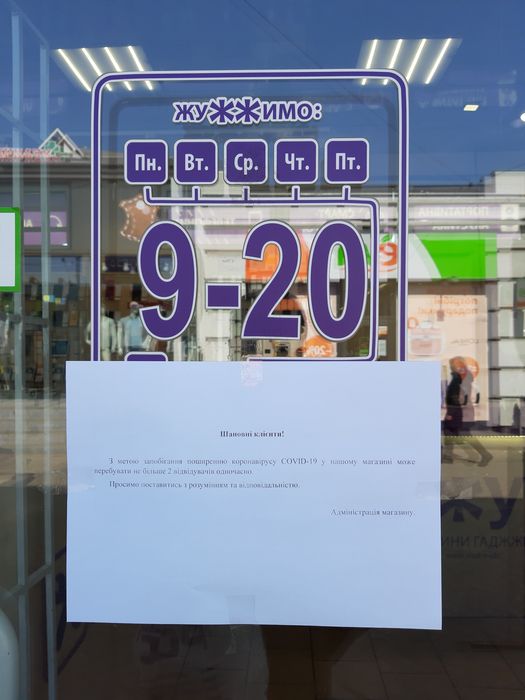 ЖУЖЖИМО:
Пн. Вт. Ср. Чт. Пт.
9-20
Шановні клієнти!
З метою запобігання поширенню коронавірусу COVID-19 у нашому магазині може
перебувати не більше 2 відвідувачів одночасно.
Просимо поставитись з розумінням та відповідальністю.
Адміністрація магазину.